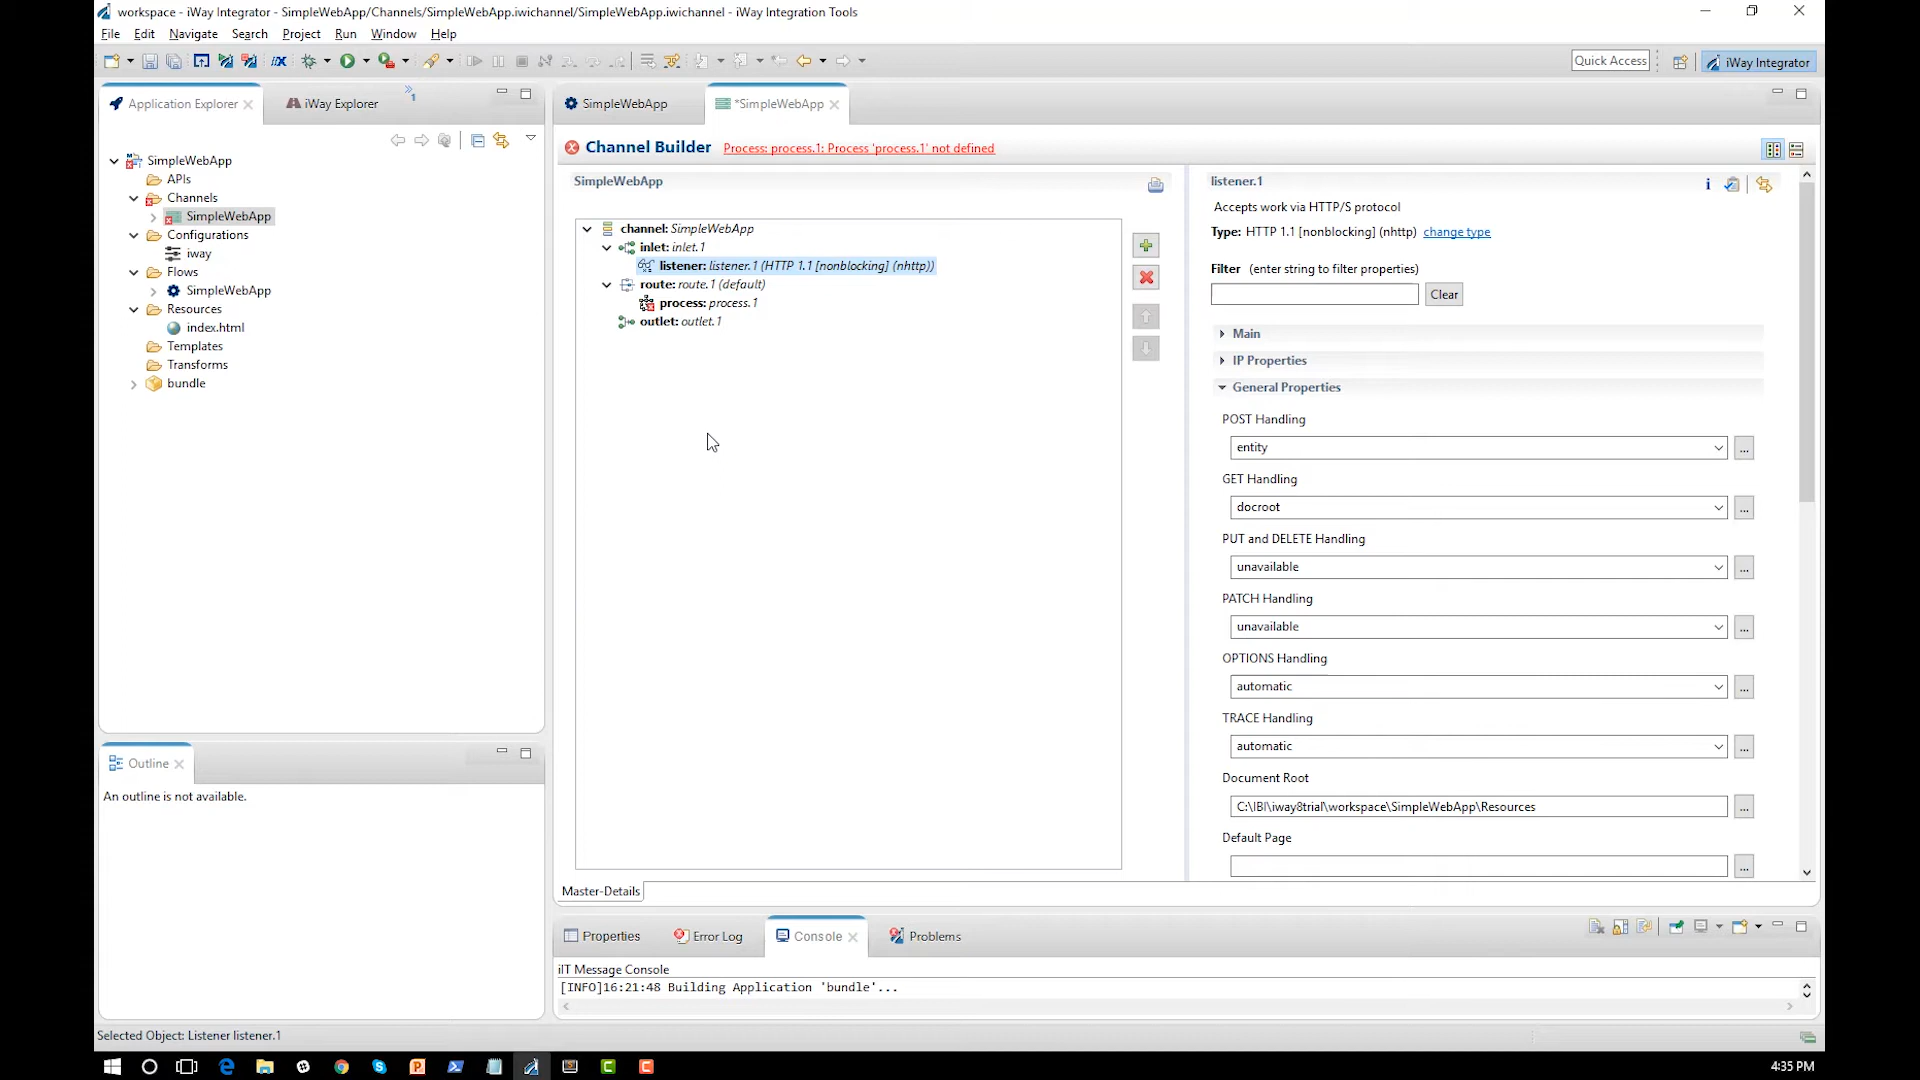 workspace - iWay Integrator - SimpleWebApp/Channels/SimpleWebApp.iwichannel/SimpleWebApp.iwichannel - iWay Integration Tools
File Edit Navigate Search Project Run Window Help
Quick Access
iWay Integrator
Application Explorer
iWay Explorer
1
SimpleWebApp
APIs
Channels
SimpleWebApp
Configurations
iway
Flows
SimpleWebApp
Resources
index.html
Templates
Transforms
bundle
Outline
An outline is not available.
SimpleWebApp
*SimpleWebApp
Channel Builder
Process: process.1: Process 'process.1' not defined
SimpleWebApp
channel: SimpleWebApp
inlet: inlet.1
listener: listener.1 (HTTP 1.1 [nonblocking] (nhttp))
route: route.1 (default)
process: process.1
outlet: outlet.1
Master-Details
listener.1
Accepts work via HTTP/S protocol
Type: HTTP 1.1 [nonblocking] (nhttp) change type
Filter (enter string to filter properties)
Clear
Main
IP Properties
General Properties
POST Handling
entity
...
GET Handling
docroot
...
PUT and DELETE Handling
unavailable
...
PATCH Handling
unavailable
...
OPTIONS Handling
automatic
...
TRACE Handling
automatic
...
Document Root
C:\IBI\iway8trial\workspace\SimpleWebApp\Resources
...
Default Page
...
Properties
Error Log
Console
Problems
iIT Message Console
[INFO]16:21:48 Building Application 'bundle'...
Selected Object: Listener listener.1
4:35 PM